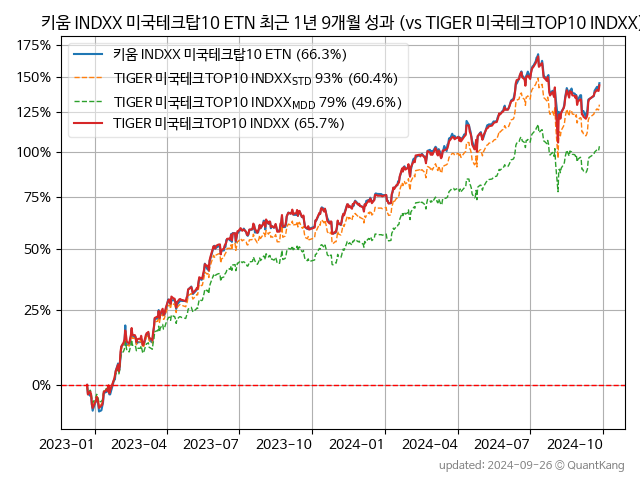 키움 INDXX 미국테크탑10 ETN 최근 1년 9개월 성과 (vs TIGER 미국테크TOP10 INDXX)
175%
150%
125%
100%
75%
50%
25%
0%
키움 INDXX 미국테크탑10 ETN (66.3%)
TIGER 미국테크TOP10 INDXX_STD 93% (60.4%)
TIGER 미국테크TOP10 INDXX_MDD 79% (49.6%)
TIGER 미국테크TOP10 INDXX (65.7%)
2023-01 2023-04 2023-07 2023-10 2024-01 2024-04 2024-07 2024-10
updated: 2024-09-26 © QuantKang